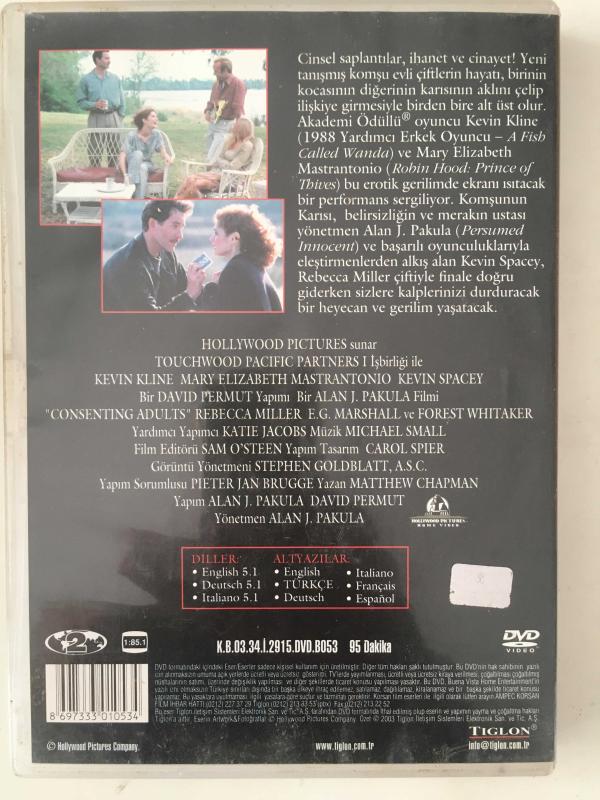 Cinsel saplantılar, ihanet ve cinayet! Yeni
tanışmış komşu evli çiftlerin hayatı, birinin
kocasının diğerinin karısının aklını çelip
ilişkiye girmesiyle birden bire alt üst olur.
Akademi Ödüllü® oyuncu Kevin Kline
(1988 Yardımcı Erkek Oyuncu – A Fish
Called Wanda) ve Mary Elizabeth
Mastrantonio (Robin Hood: Prince of
Thives) bu erotik gerilimde ekranı ısıtacak
bir performans sergiliyor. Komşunun
Karısı, belirsizliğin ve merakın ustası
yönetmen Alan J. Pakula (Persumed
Innocent) ve başarılı oyunculuklarıyla
eleştirmenlerden alkış alan Kevin Spacey,
Rebecca Miller çiftiyle finale doğru
giderken sizlere kalplerinizi durduracak
bir heyecan ve gerilim yaşatacak.
HOLLYWOOD PICTURES sunar
TOUCHWOOD PACIFIC PARTNERS I İşbirliği ile
KEVIN KLINE MARY ELIZABETH MASTRANTONIO KEVIN SPACEY
Bir DAVID PERMUT Yapımı Bir ALAN J. PAKULA Filmi
"CONSENTING ADULTS" REBECCA MILLER E.G. MARSHALL ve FOREST WHITAKER
Yardımcı Yapımcı KATIE JACOBS Müzik MICHAEL SMALL
Film Editörü SAM O'STEEN Yapım Tasarım CAROL SPIER
Görüntü Yönetmeni STEPHEN GOLDBLATT, A.S.C.
Yapım Sorumlusu PIETER JAN BRUGGE Yazan MATTHEW CHAPMAN
Yapım ALAN J. PAKULA DAVID PERMUT
Yönetmen ALAN J. PAKULA
HOLLYWOOD PICTURES
HOME VIDEO
DİLLER:
• English 5.1
• Deutsch 5.1
• Italiano 5.1
ALTYAZILAR:
• English
• TÜRKÇE
• Deutsch
• Italiano
• Français
• Español
2
1:85.1
K.B.03.34.İ.2915.DVD.B053 95 Dakika
DVD
VIDEO
8 697333 010534
TIGLON
© Hollywood Pictures Company.
www.tiglon.com.tr
info@tiglon.com.tr